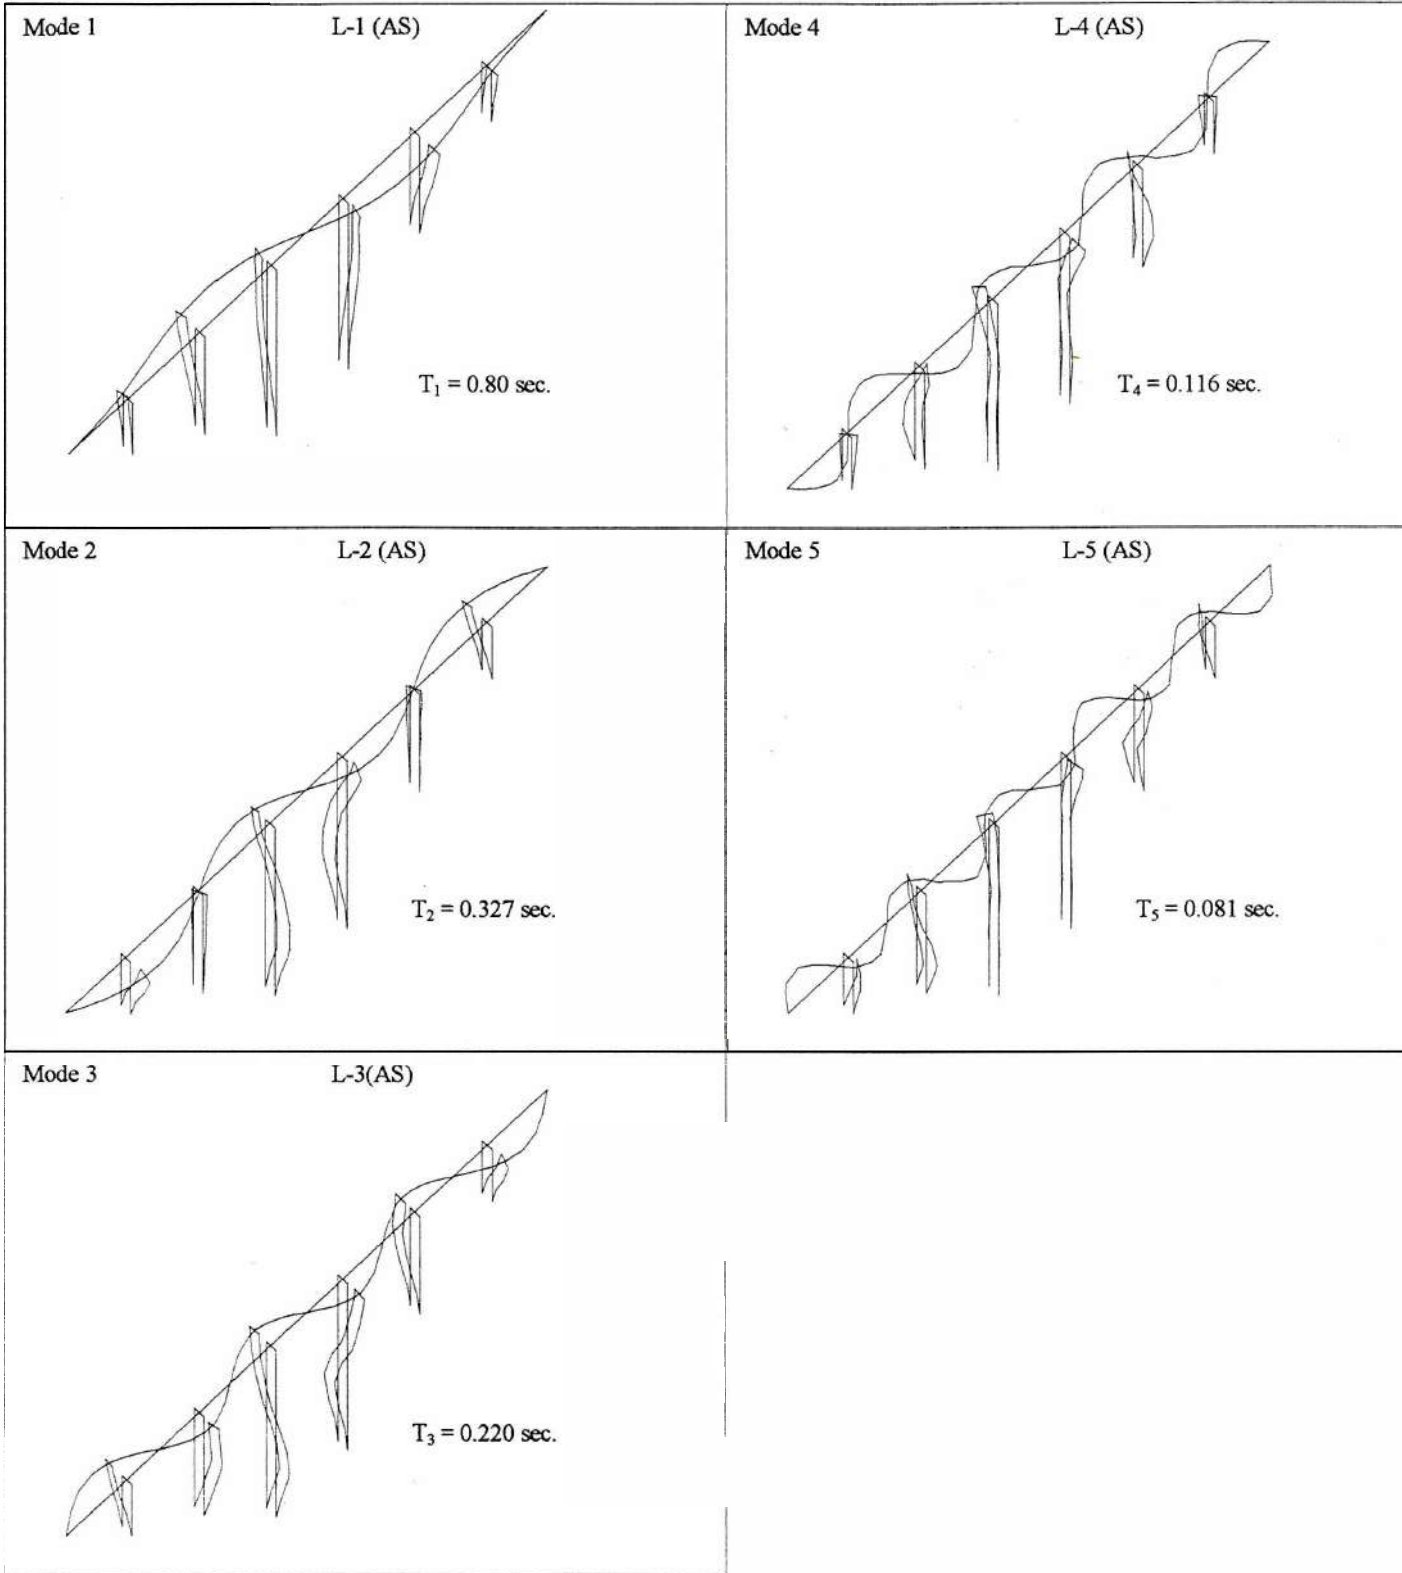 Mode 1 L-1 (AS)
T₁ = 0.80 sec.
Mode 2 L-2 (AS)
T₂ = 0.327 sec.
Mode 3 L-3(AS)
T₃ = 0.220 sec.
Mode 4 L-4 (AS)
T₄ = 0.116 sec.
Mode 5 L-5 (AS)
T₅ = 0.081 sec.